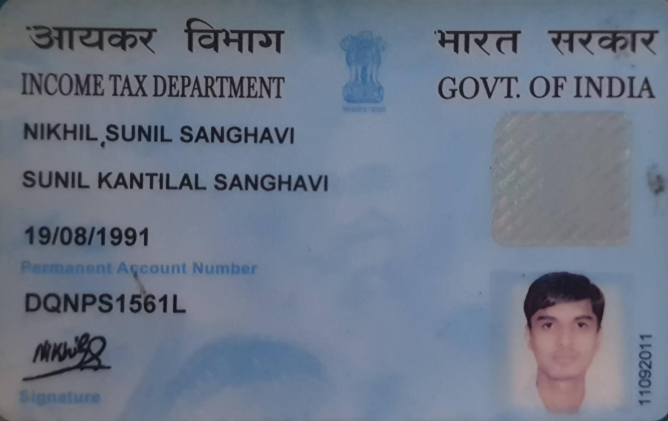 आयकर विभाग
भारत सरकार
INCOME TAX DEPARTMENT
GOVT. OF INDIA
NIKHIL SUNIL SANGHAVI
SUNIL KANTILAL SANGHAVI
19/08/1991
Permanent Account Number
DQNPS1561L
Signature
11092011